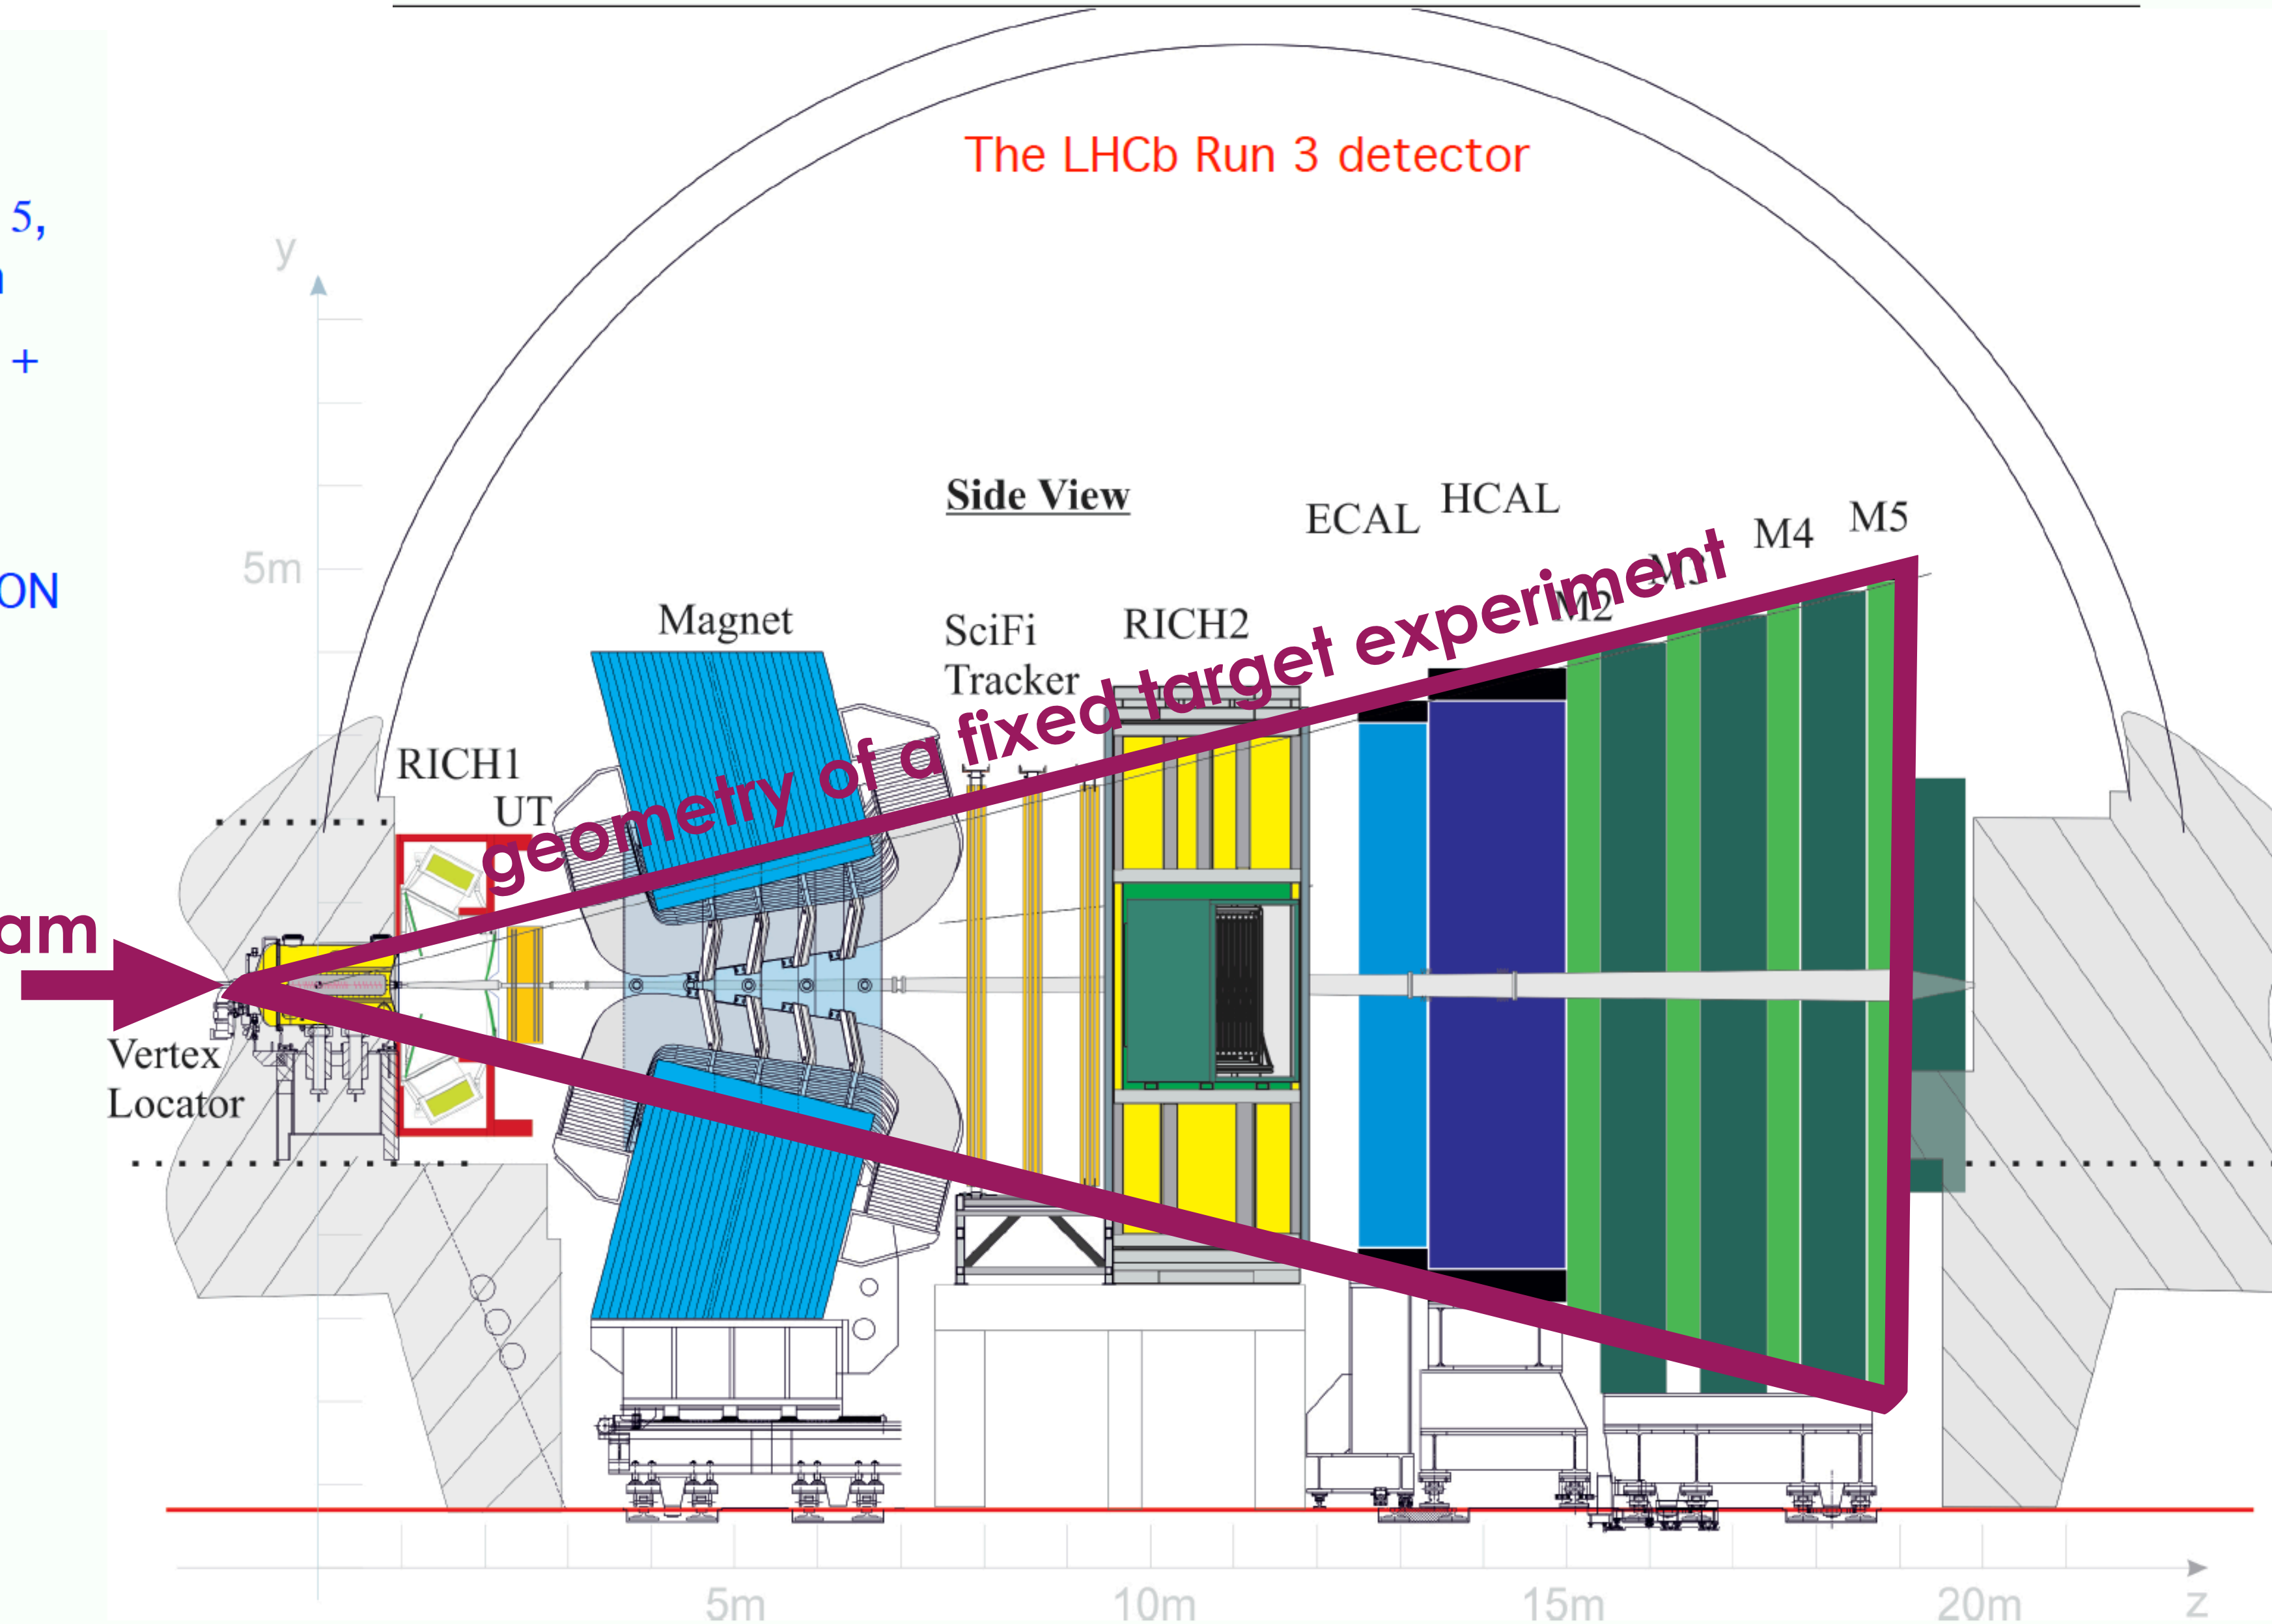 The LHCb Run 3 detector
5,
+
ON
y
5m
Side View
ECAL
HCAL
M2
M3
M4
M5
Magnet
SciFi
Tracker
RICH2
RICH1
UT
geometry of a fixed target experiment
am
Vertex
Locator
5m
10m
15m
20m
z